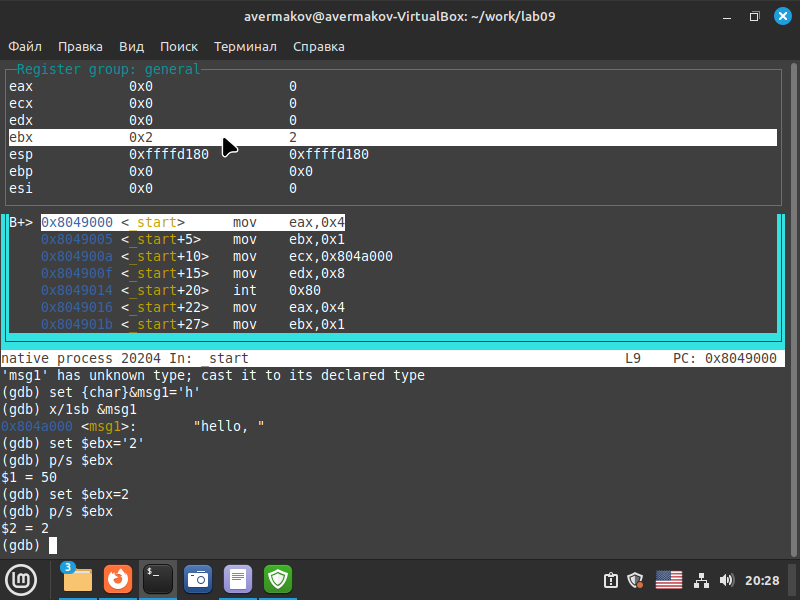 avermakov@avermakov-VirtualBox: ~/work/lab09
Файл Правка Вид Поиск Терминал Справка
Register group: general
eax 0x0 0
ecx 0x0 0
edx 0x0 0
ebx 0x2 2
esp 0xffffd180 0xffffd180
ebp 0x0 0x0
esi 0x0 0
B+> 0x8049000 <_start> mov eax,0x4
0x8049005 <_start+5> mov ebx,0x1
0x804900a <_start+10> mov ecx,0x804a000
0x804900f <_start+15> mov edx,0x8
0x8049014 <_start+20> int 0x80
0x8049016 <_start+22> mov eax,0x4
0x804901b <_start+27> mov ebx,0x1
native process 20204 In: _start L9 PC: 0x8049000
'msg1' has unknown type; cast it to its declared type
(gdb) set {char}&msg1='h'
(gdb) x/1sb &msg1
0x804a000 <msg1>: "hello, "
(gdb) set $ebx='2'
(gdb) p/s $ebx
$1 = 50
(gdb) set $ebx=2
(gdb) p/s $ebx
$2 = 2
(gdb)
3
$_
20:28